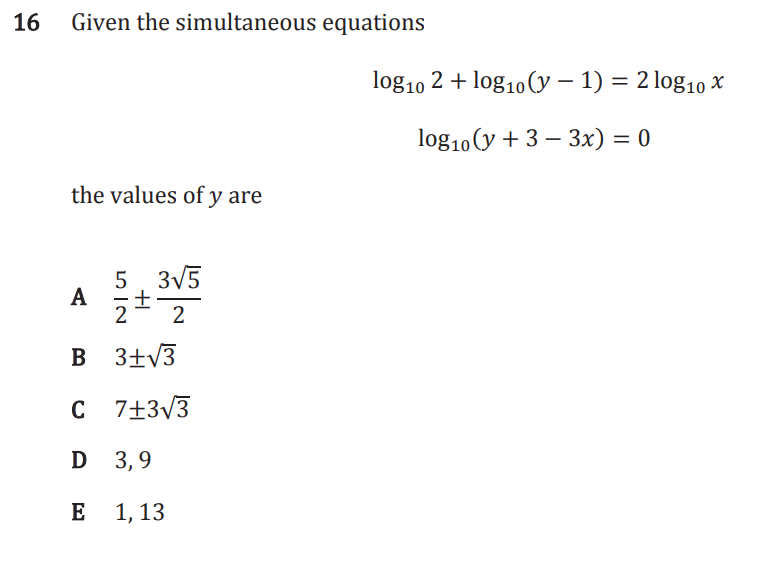 16 Given the simultaneous equations
log₁₀ 2 + log₁₀(y − 1) = 2 log₁₀ x
log₁₀(y + 3 − 3x) = 0
the values of y are
A 5/2 ± 3√5/2
B 3±√3
C 7±3√3
D 3, 9
E 1, 13